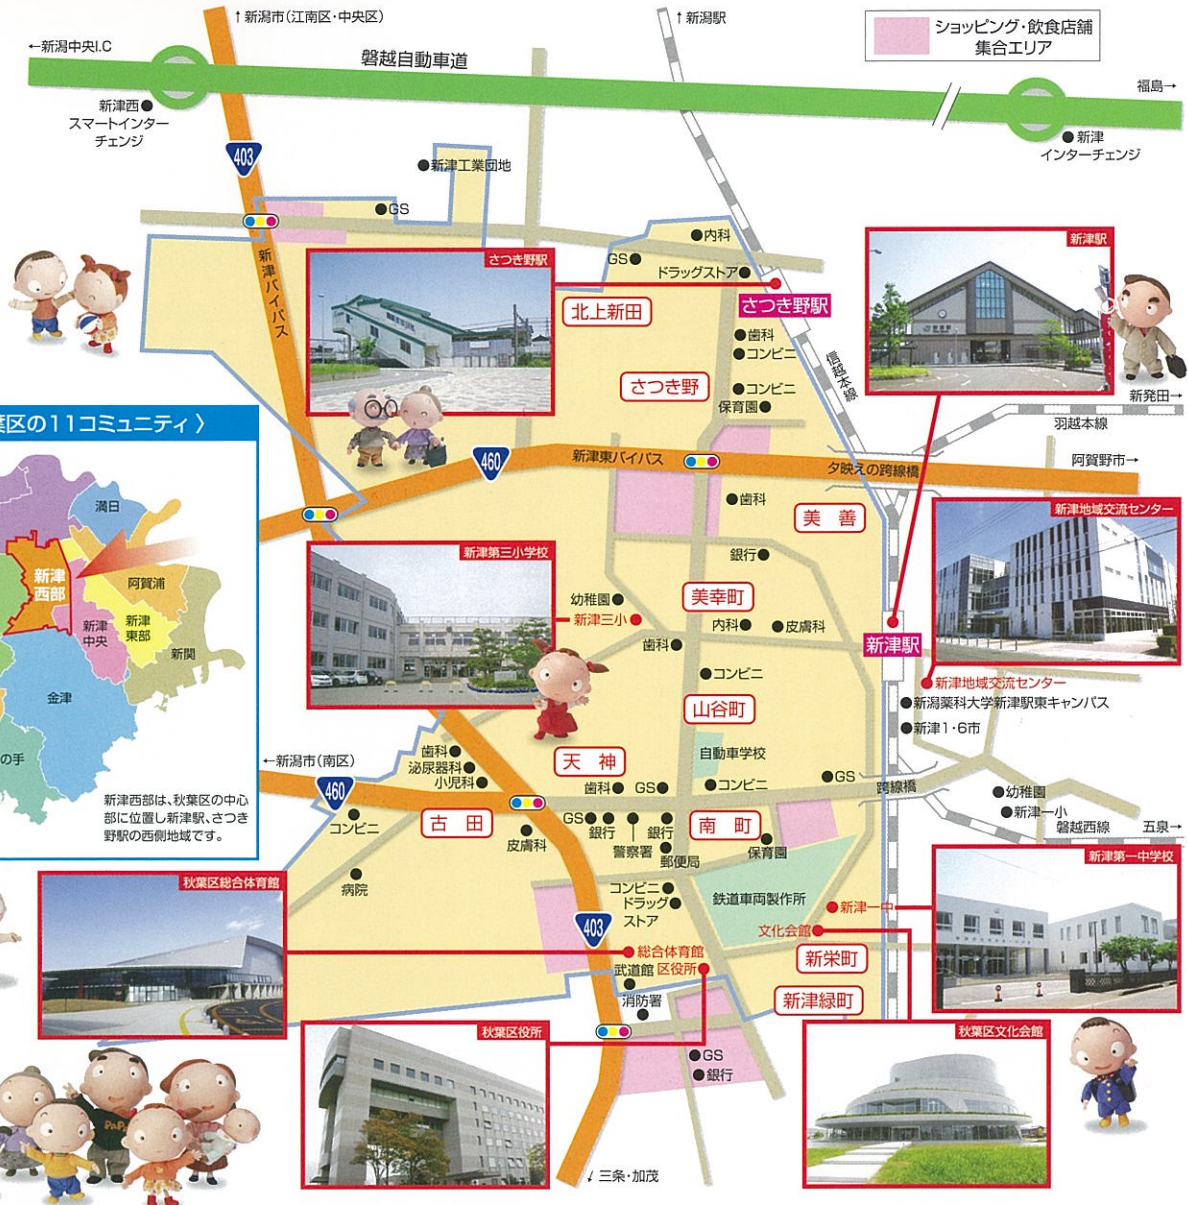 ↑新潟市(江南区・中央区)
↑新潟駅
ショッピング・飲食店舗
集合エリア
←新潟中央I.C
磐越自動車道
福島→
新津西
スマートインター
チェンジ
新津
インターチェンジ
403
新津工業団地
GS
内科
GS
ドラッグストア
新津バイパス
さつき野駅
北上新田
さつき野駅
新津駅
歯科
コンビニ
信越本線
さつき野
コンビニ
保育園
新発田→
羽越本線
葉区の11コミュニティ〉
460
新津東バイパス
夕映えの跨線橋
阿賀野市→
満日
歯科
美善
新津地域交流センター
新津第三小学校
銀行
新津
西部
阿賀浦
幼稚園
美幸町
新津三小
内科
皮膚科
新津
中央
新津
東部
歯科
新津駅
新関
コンビニ
新津地域交流センター
金津
山谷町
新潟薬科大学新津駅東キャンパス
新津1・6市
の手
←新潟市(南区)
歯科
泌尿器科
小児科
天神
自動車学校
新津西部は、秋葉区の中心
部に位置し新津駅、さつき
野駅の西側地域です。
460
歯科
GS
コンビニ
GS
跨線橋
幼稚園
新津一小
コンビニ
古田
GS
銀行
銀行
南町
磐越西線
五泉→
皮膚科
警察署
郵便局
保育園
新津第一中学校
秋葉区総合体育館
病院
コンビニ
ドラッグ
ストア
鉄道車両製作所
新津一中
403
文化会館
総合体育館
新栄町
武道館
区役所
消防署
新津緑町
秋葉区役所
秋葉区文化会館
GS
銀行
PAPA
↓三条・加茂